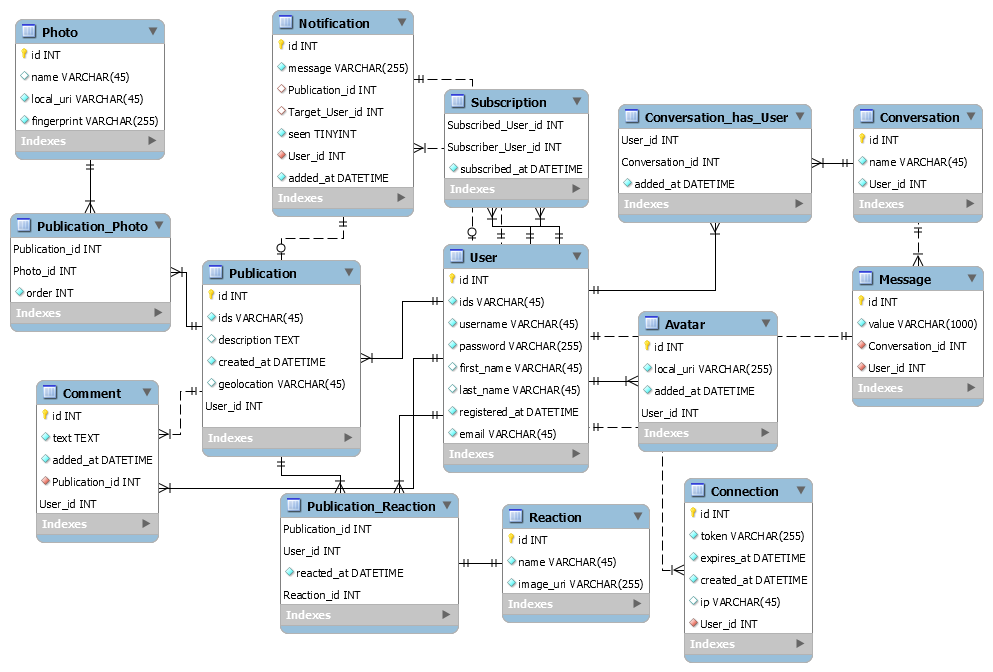 Photo
id INT
name VARCHAR(45)
local_uri VARCHAR(45)
fingerprint VARCHAR(255)
Indexes
Notification
id INT
message VARCHAR(255)
Publication_id INT
Target_User_id INT
seen TINYINT
User_id INT
added_at DATETIME
Indexes
Subscription
Subscribed_User_id INT
Subscriber_User_id INT
subscribed_at DATETIME
Indexes
Conversation_has_User
User_id INT
Conversation_id INT
added_at DATETIME
Indexes
Conversation
id INT
name VARCHAR(45)
User_id INT
Indexes
Publication_Photo
Publication_id INT
Photo_id INT
order INT
Indexes
Publication
id INT
ids VARCHAR(45)
description TEXT
created_at DATETIME
geolocation VARCHAR(45)
User_id INT
Indexes
User
id INT
ids VARCHAR(45)
username VARCHAR(45)
password VARCHAR(255)
first_name VARCHAR(45)
last_name VARCHAR(45)
registered_at DATETIME
email VARCHAR(45)
Indexes
Avatar
id INT
local_uri VARCHAR(255)
added_at DATETIME
User_id INT
Indexes
Message
id INT
value VARCHAR(1000)
Conversation_id INT
User_id INT
Indexes
Comment
id INT
text TEXT
added_at DATETIME
Publication_id INT
User_id INT
Indexes
Publication_Reaction
Publication_id INT
User_id INT
reacted_at DATETIME
Reaction_id INT
Indexes
Reaction
id INT
name VARCHAR(45)
image_uri VARCHAR(255)
Indexes
Connection
id INT
token VARCHAR(255)
expires_at DATETIME
created_at DATETIME
ip VARCHAR(45)
User_id INT
Indexes